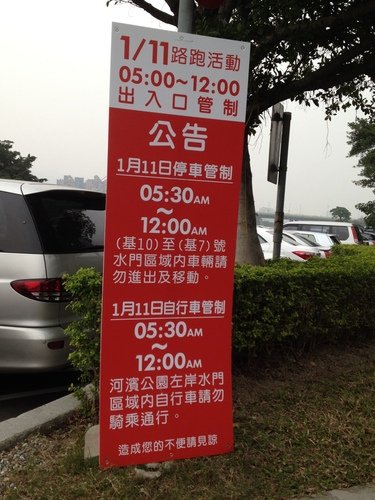 1/11路跑活動
05:00~12:00
出入口管制
公告
1月11日停車管制
05:30AM
~
12:00AM
(基10)至(基7)號
水門區域內車輛請
勿進出及移動。
1月11日自行車管制
05:30AM
~
12:00AM
河濱公園左岸水門
區域內自行車請勿
騎乘通行。
造成您的不便請見諒